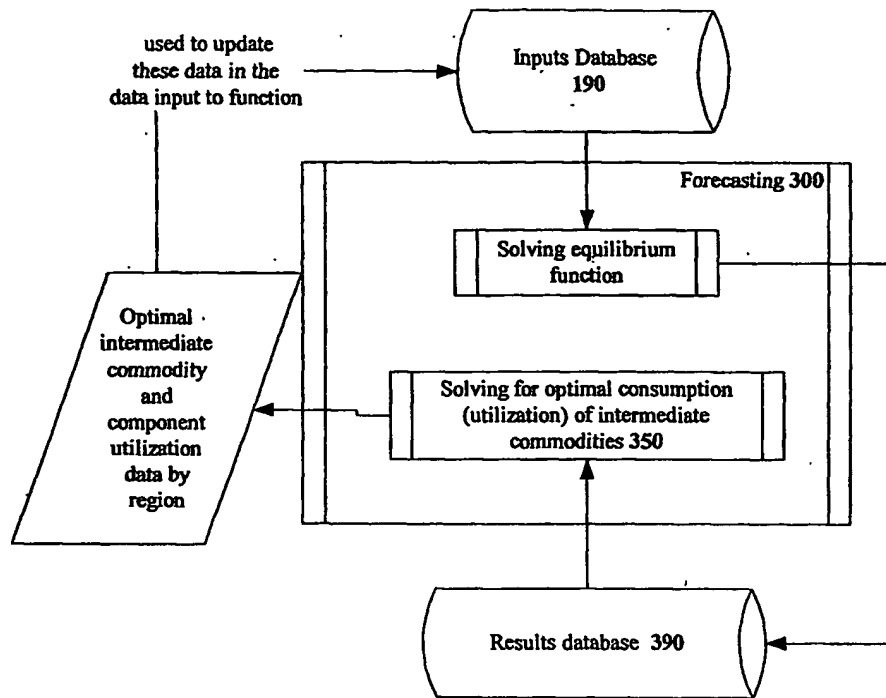 used to update
these data in the
data input to function
Inputs Database
190
Forecasting 300
Solving equilibrium
function
Optimal
intermediate
commodity
and
component
utilization
data by
region
Solving for optimal consumption
(utilization) of intermediate
commodities 350
Results database 390